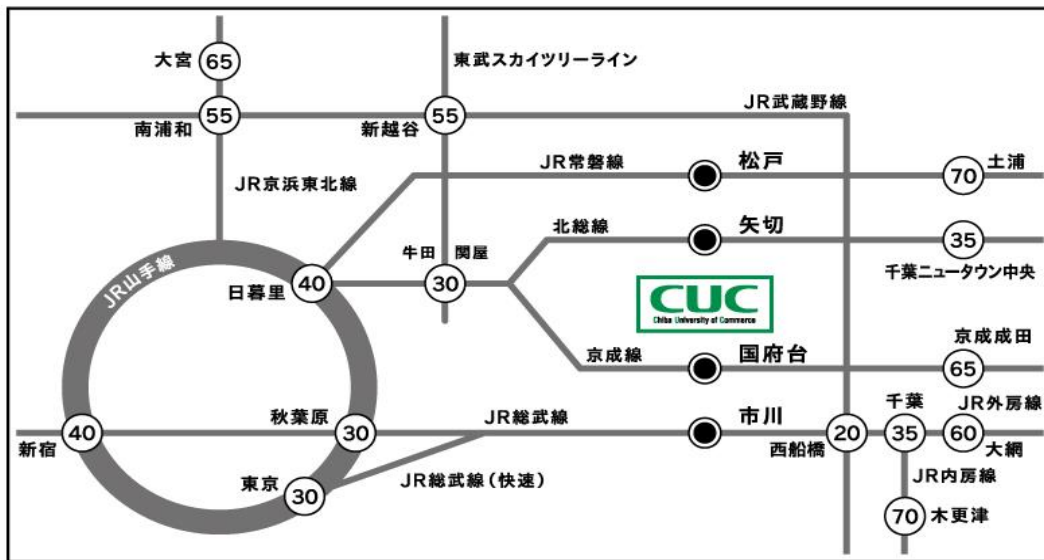 大宮 65
東武スカイツリーライン
JR武蔵野線
南浦和 55
新越谷 55
JR京浜東北線
JR常磐線
松戸
70 土浦
北総線
矢切
35
千葉ニュータウン中央
JR山手線
牛田 関屋
日暮里 40
30
CUC
Chiba University of Commerce
京成線
国府台
京成成田
65
秋葉原
30
JR総武線
市川
千葉
JR外房線
新宿 40
西船橋 20
35
60
大網
東京 30
JR総武線(快速)
JR内房線
70 木更津